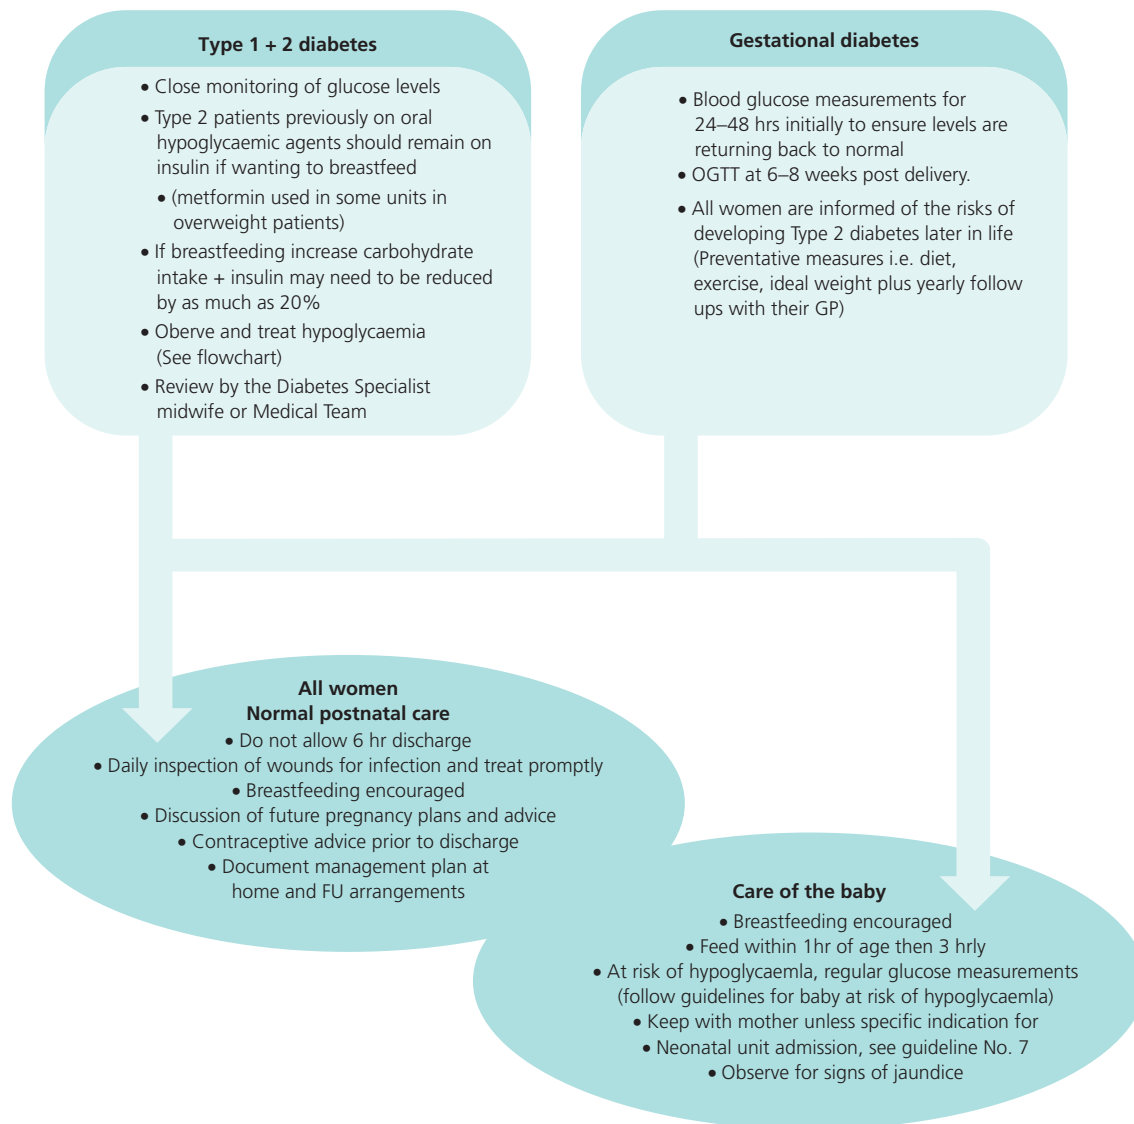 Type 1 + 2 diabetes
• Close monitoring of glucose levels
• Type 2 patients previously on oral
hypoglycaemic agents should remain on
insulin if wanting to breastfeed
• (metformin used in some units in
overweight patients)
• If breastfeeding increase carbohydrate
intake + insulin may need to be reduced
by as much as 20%
• Oberve and treat hypoglycaemia
(See flowchart)
• Review by the Diabetes Specialist
midwife or Medical Team
Gestational diabetes
• Blood glucose measurements for
24–48 hrs initially to ensure levels are
returning back to normal
• OGTT at 6–8 weeks post delivery.
• All women are informed of the risks of
developing Type 2 diabetes later in life
(Preventative measures i.e. diet,
exercise, ideal weight plus yearly follow
ups with their GP)
All women
Normal postnatal care
• Do not allow 6 hr discharge
• Daily inspection of wounds for infection and treat promptly
• Breastfeeding encouraged
• Discussion of future pregnancy plans and advice
• Contraceptive advice prior to discharge
• Document management plan at
home and FU arrangements
Care of the baby
• Breastfeeding encouraged
• Feed within 1hr of age then 3 hrly
• At risk of hypoglycaemla, regular glucose measurements
(follow guidelines for baby at risk of hypoglycaemla)
• Keep with mother unless specific indication for
• Neonatal unit admission, see guideline No. 7
• Observe for signs of jaundice